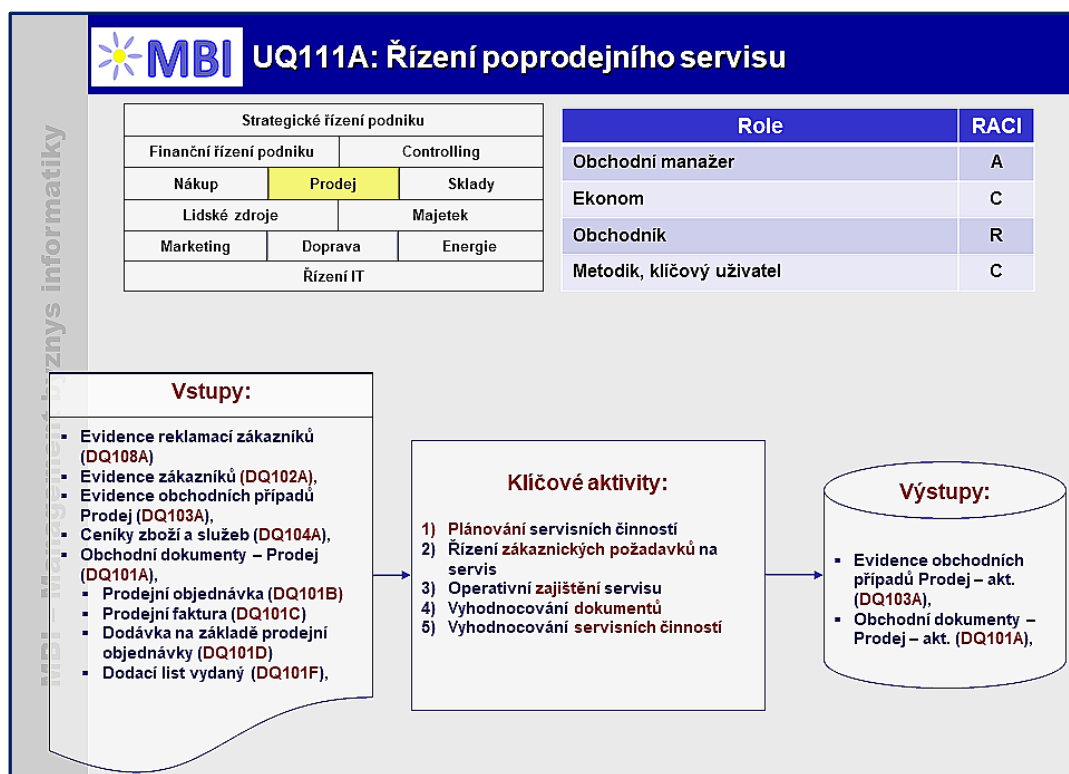 MBI
UQ111A: Řízení poprodejního servisu
MBI – Management byznys informatiky
Strategické řízení podniku
Finanční řízení podniku
Controlling
Nákup
Prodej
Sklady
Lidské zdroje
Majetek
Marketing
Doprava
Energie
Řízení IT
Role RACI
Obchodní manažer A
Ekonom C
Obchodník R
Metodik, klíčový uživatel C
Vstupy:
▪ Evidence reklamací zákazníků
(DQ108A)
▪ Evidence zákazníků (DQ102A),
▪ Evidence obchodních případů
Prodej (DQ103A),
▪ Ceníky zboží a služeb (DQ104A),
▪ Obchodní dokumenty – Prodej
(DQ101A),
▪ Prodejní objednávka (DQ101B)
▪ Prodejní faktura (DQ101C)
▪ Dodávka na základě prodejní
objednávky (DQ101D)
▪ Dodací list vydaný (DQ101F),
Klíčové aktivity:
1) Plánování servisních činností
2) Řízení zákaznických požadavků na
servis
3) Operativní zajištění servisu
4) Vyhodnocování dokumentů
5) Vyhodnocování servisních činností
Výstupy:
▪ Evidence obchodních
případů Prodej – akt.
(DQ103A),
▪ Obchodní dokumenty –
Prodej – akt. (DQ101A),